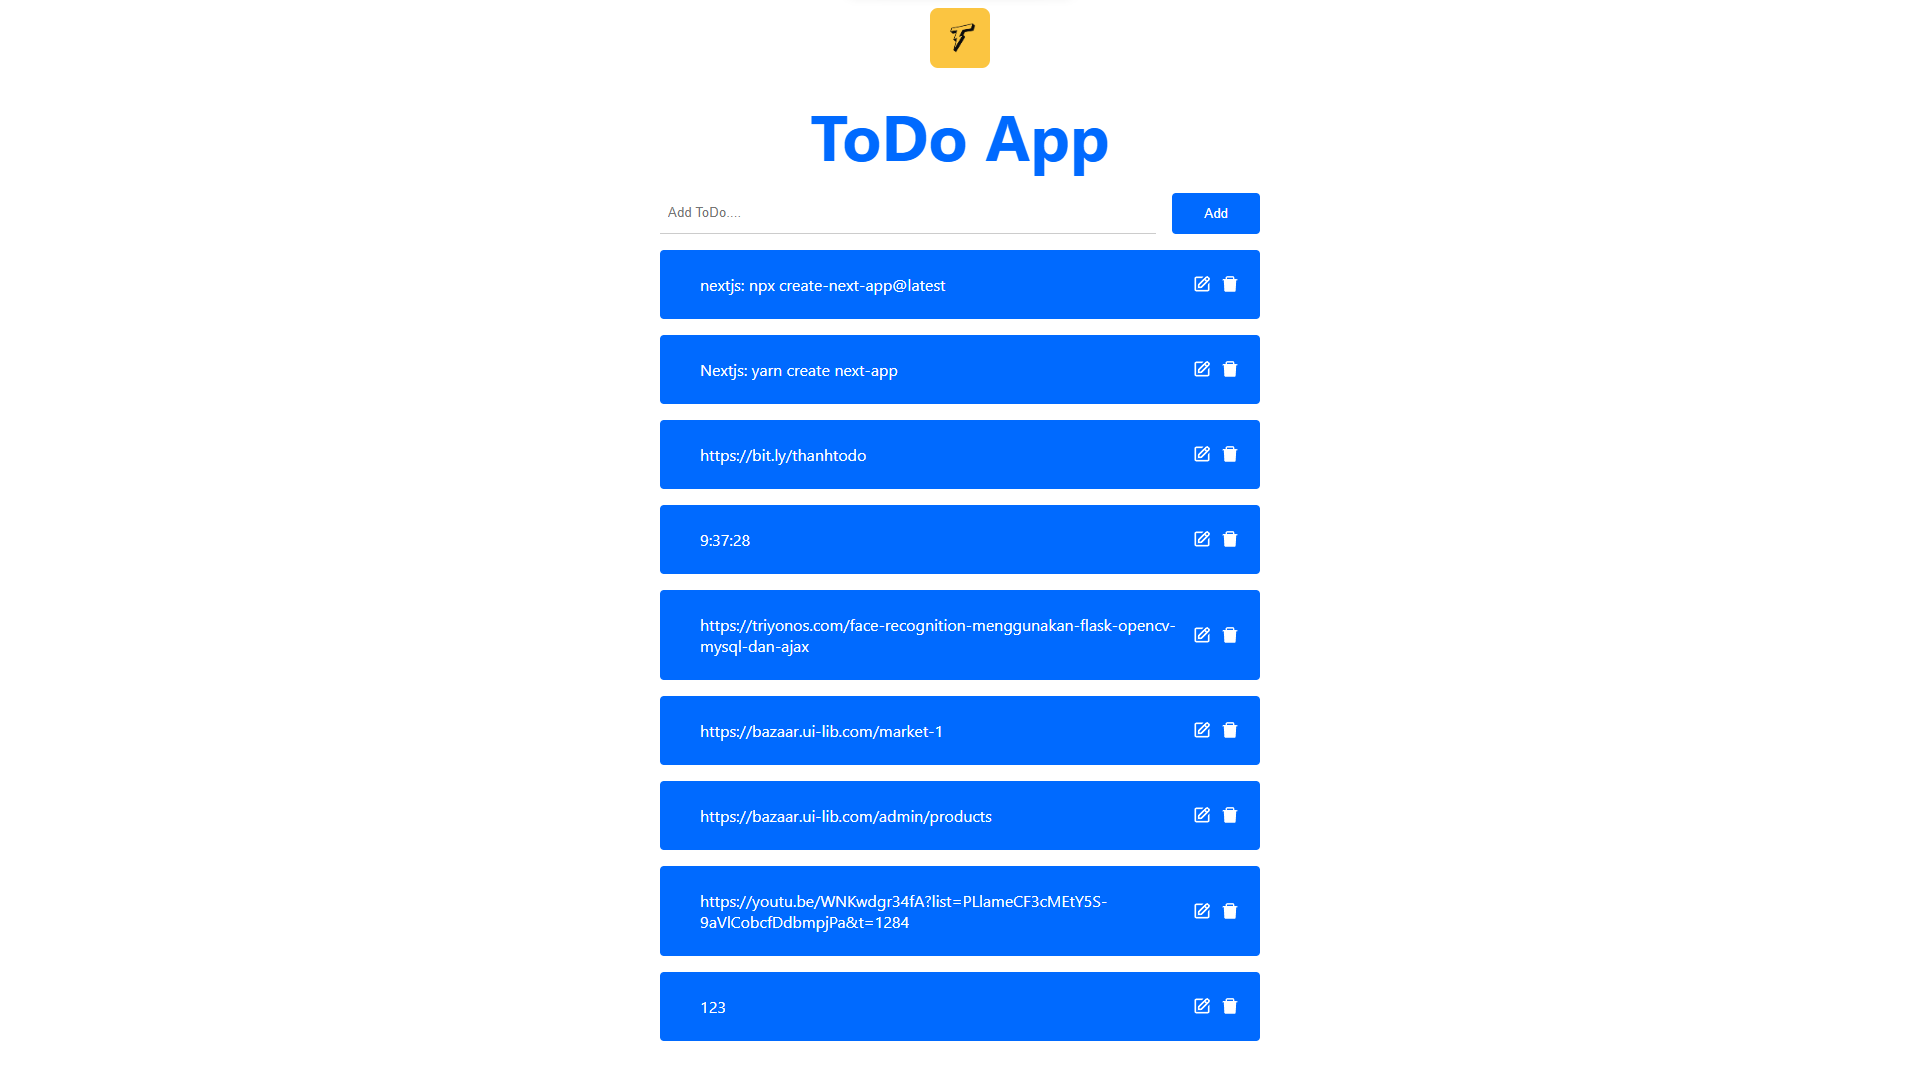 ToDo App
Add ToDo....
Add
nextjs: npx create-next-app@latest
Nextjs: yarn create next-app
https://bit.ly/thanhtodo
9:37:28
https://triyonos.com/face-recognition-menggunakan-flask-opencv-
mysql-dan-ajax
https://bazaar.ui-lib.com/market-1
https://bazaar.ui-lib.com/admin/products
https://youtu.be/WNKwdgr34fA?list=PLlameCF3cMEtY5S-
9aVlCobcfDdbmpjPa&t=1284
123